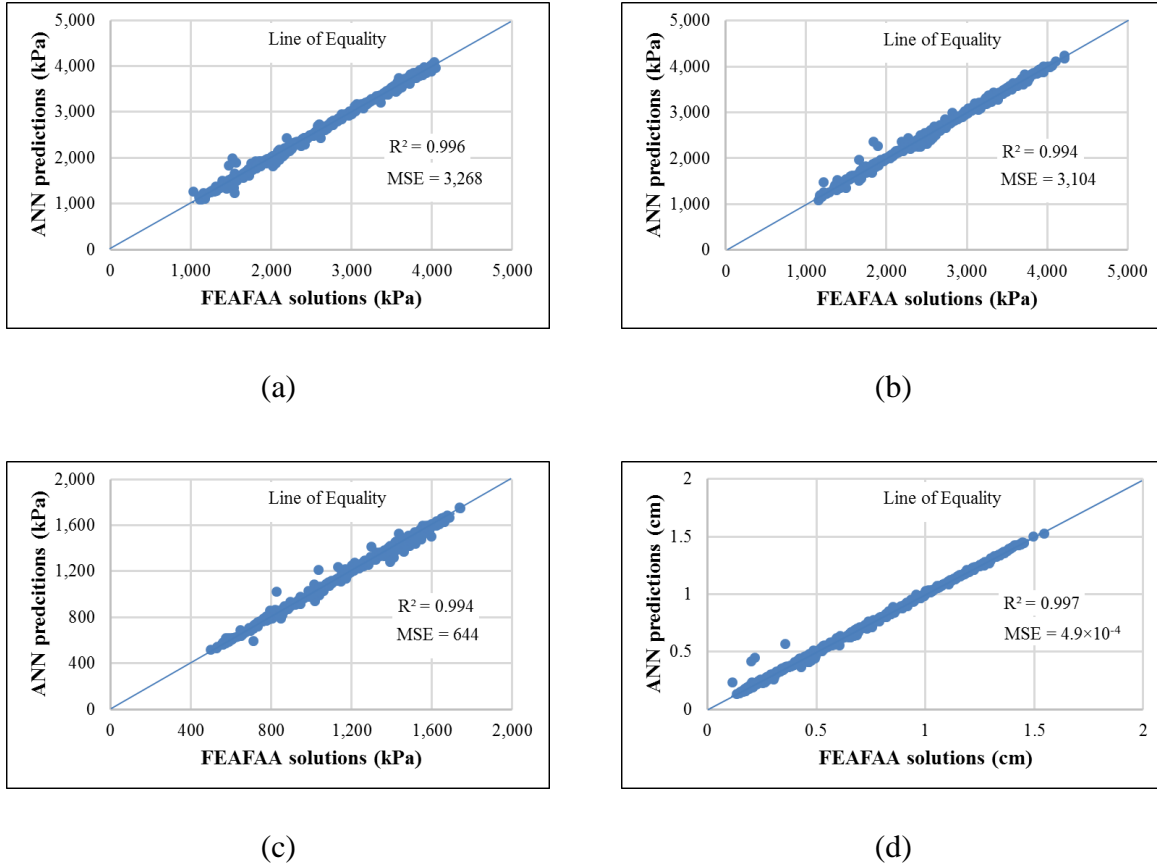 5,000
4,000
3,000
2,000
1,000
0
ANN predictions (kPa)
Line of Equality
R² = 0.996
MSE = 3,268
0 1,000 2,000 3,000 4,000 5,000
FEAFAA solutions (kPa)
(a)
5,000
4,000
3,000
2,000
1,000
0
ANN predictions (kPa)
Line of Equality
R² = 0.994
MSE = 3,104
0 1,000 2,000 3,000 4,000 5,000
FEAFAA solutions (kPa)
(b)
2,000
1,600
1,200
800
400
0
ANN predcitions (kPa)
Line of Equality
R² = 0.994
MSE = 644
0 400 800 1,200 1,600 2,000
FEAFAA solutions (kPa)
(c)
2
1.5
1
0.5
0
ANN predictions (cm)
Line of Equality
R² = 0.997
MSE = 4.9×10⁻⁴
0 0.5 1 1.5 2
FEAFAA solutions (cm)
(d)